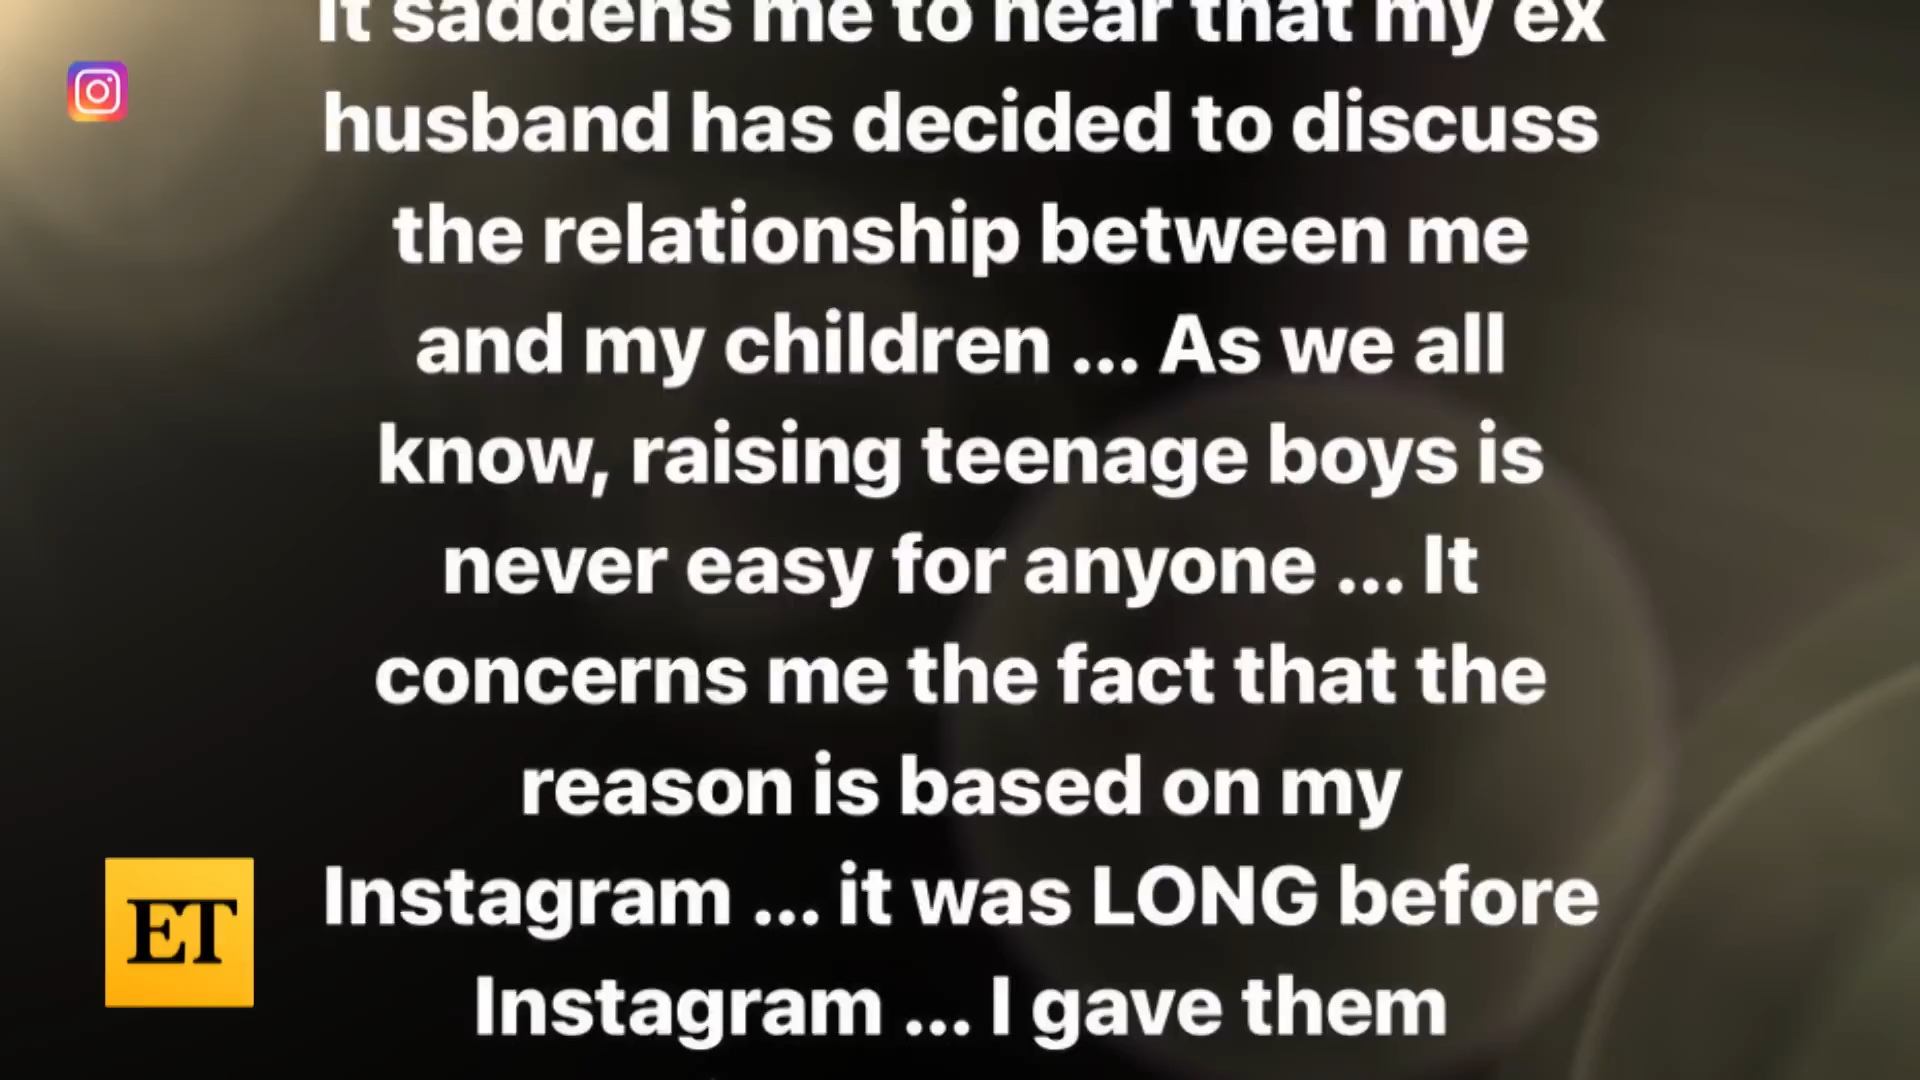 It saddens me to hear that my ex
husband has decided to discuss
the relationship between me
and my children ... As we all
know, raising teenage boys is
never easy for anyone ... It
concerns me the fact that the
reason is based on my
Instagram ... it was LONG before
Instagram ... I gave them
ET